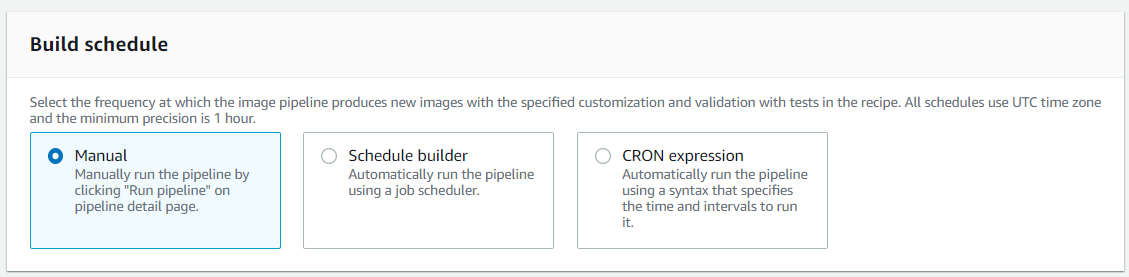 Build schedule
Select the frequency at which the image pipeline produces new images with the specified customization and validation with tests in the recipe. All schedules use UTC time zone
and the minimum precision is 1 hour.
Manual
Manually run the pipeline by
clicking "Run pipeline" on
pipeline detail page.
Schedule builder
Automatically run the pipeline
using a job scheduler.
CRON expression
Automatically run the pipeline
using a syntax that specifies
the time and intervals to run
it.